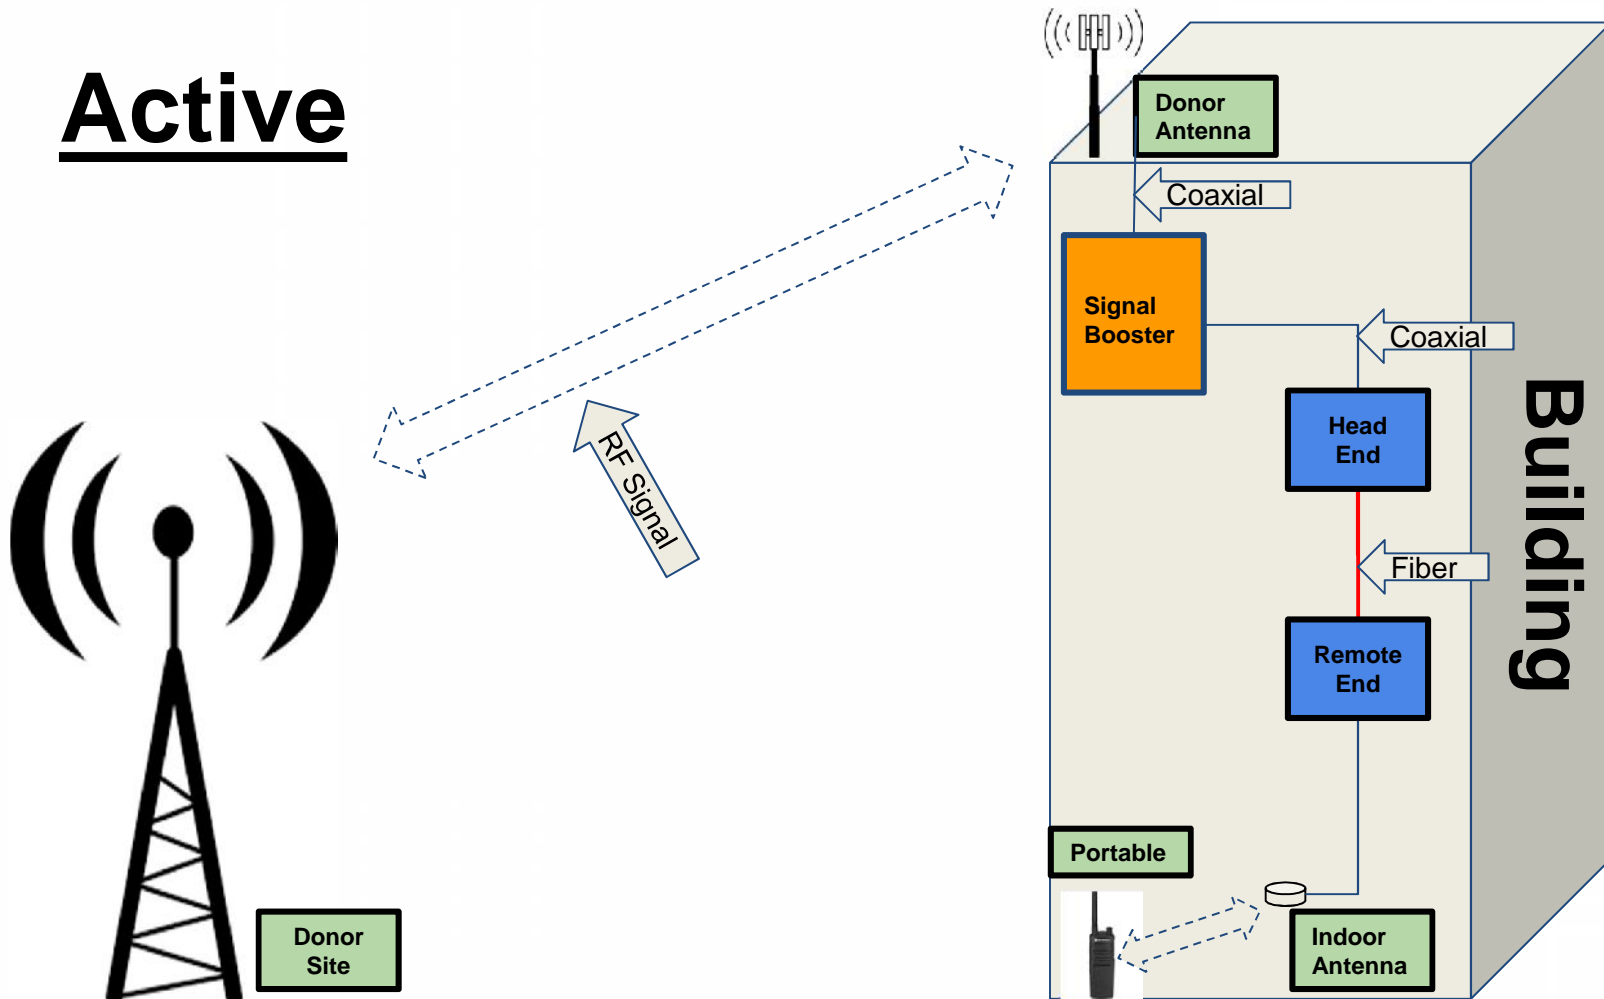 Active
Donor
Antenna
Coaxial
Signal
Booster
Coaxial
Head
End
RF Signal
Fiber
Building
Remote
End
Portable
Donor
Site
Indoor
Antenna